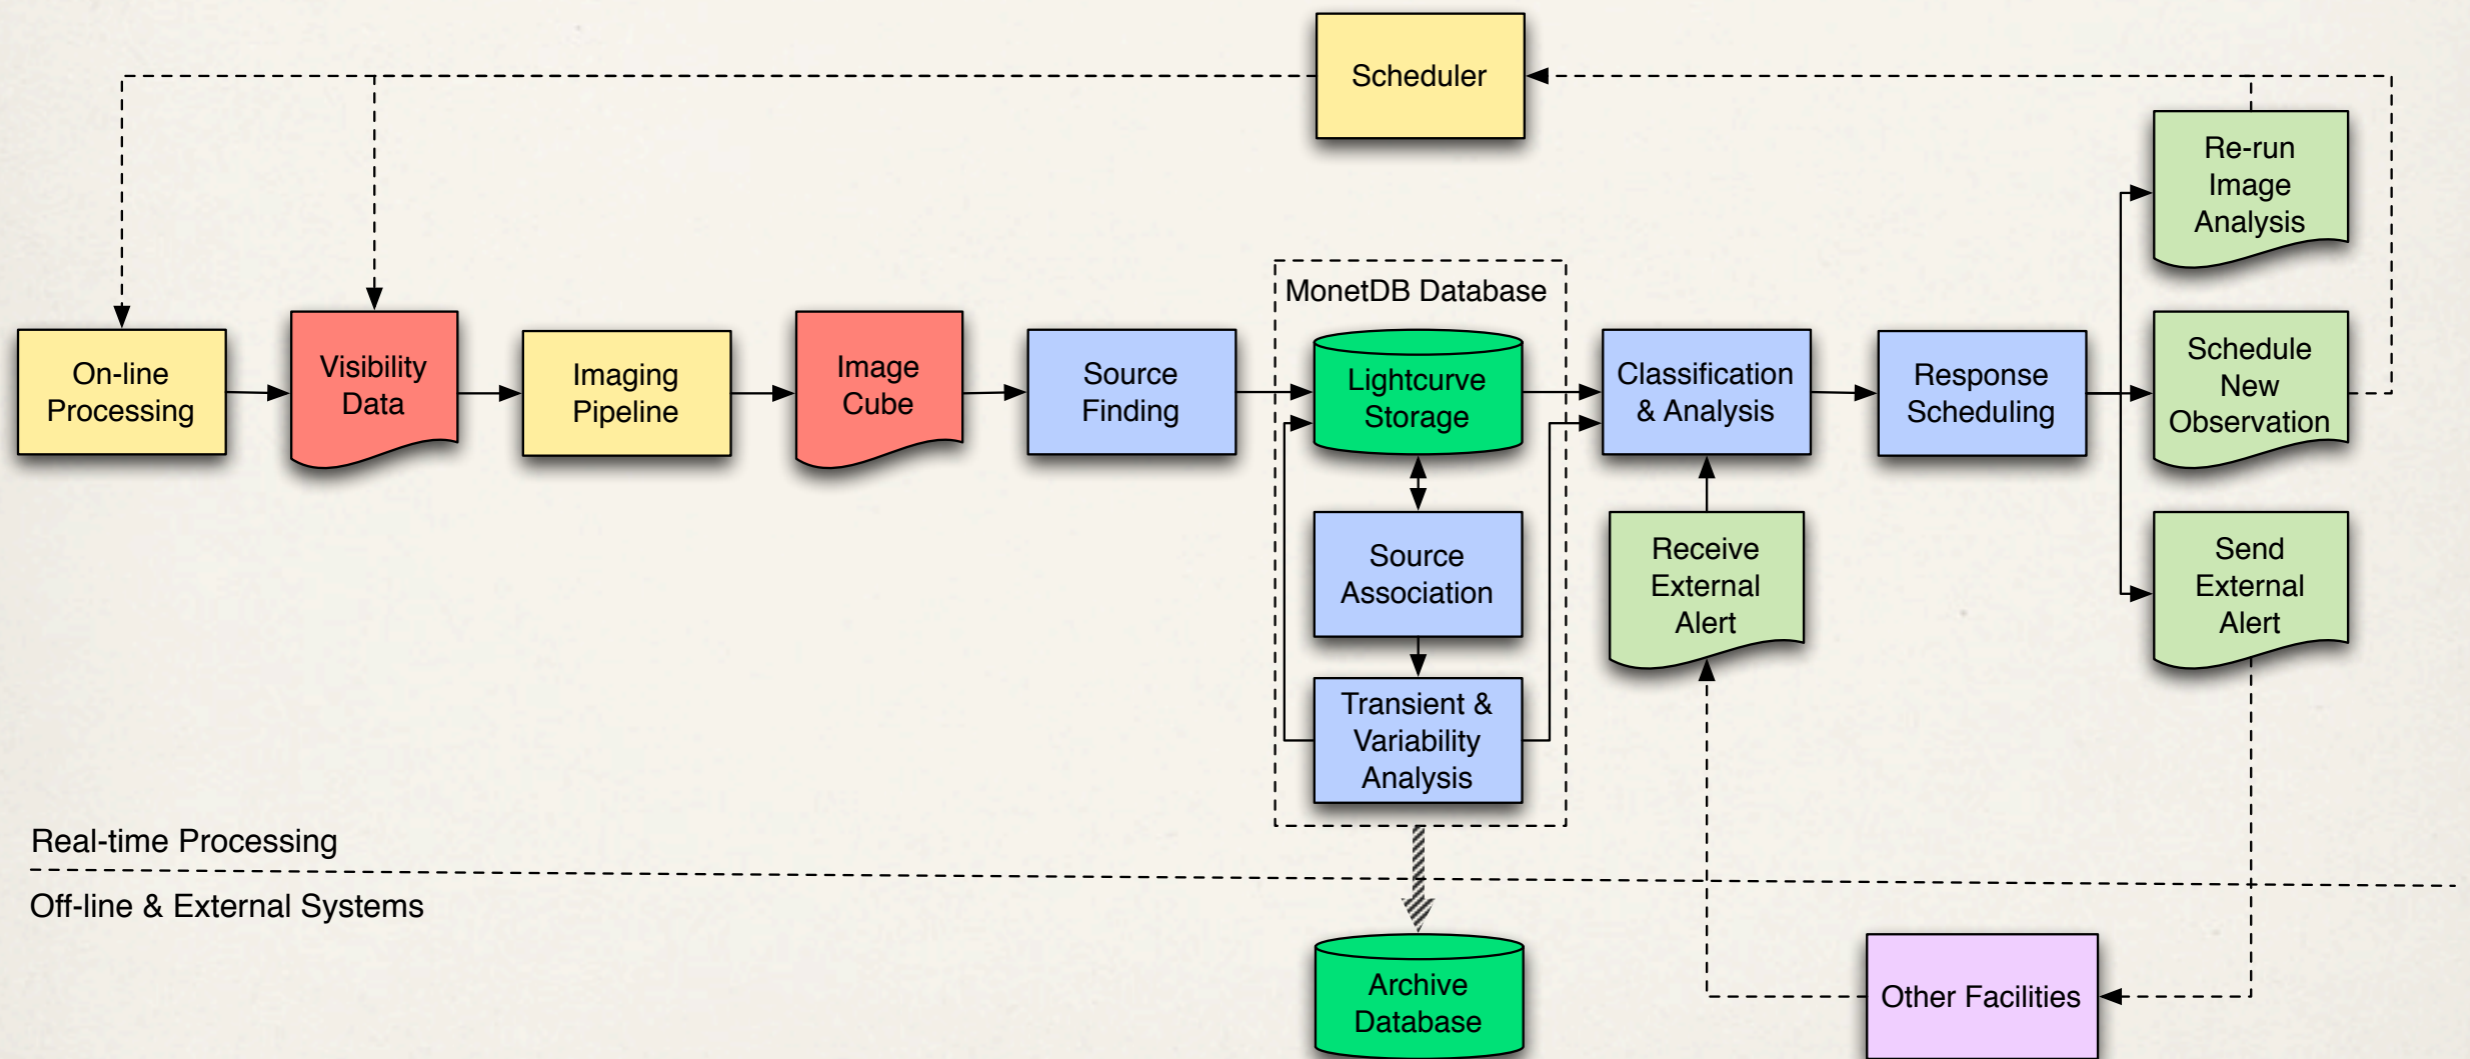 Scheduler
Re-run
Image
Analysis
MonetDB Database
On-line
Processing
Visibility
Data
Imaging
Pipeline
Image
Cube
Source
Finding
Lightcurve
Storage
Classification
& Analysis
Response
Scheduling
Schedule
New
Observation
Source
Association
Receive
External
Alert
Send
External
Alert
Transient &
Variability
Analysis
Real-time Processing
Off-line & External Systems
Archive
Database
Other Facilities